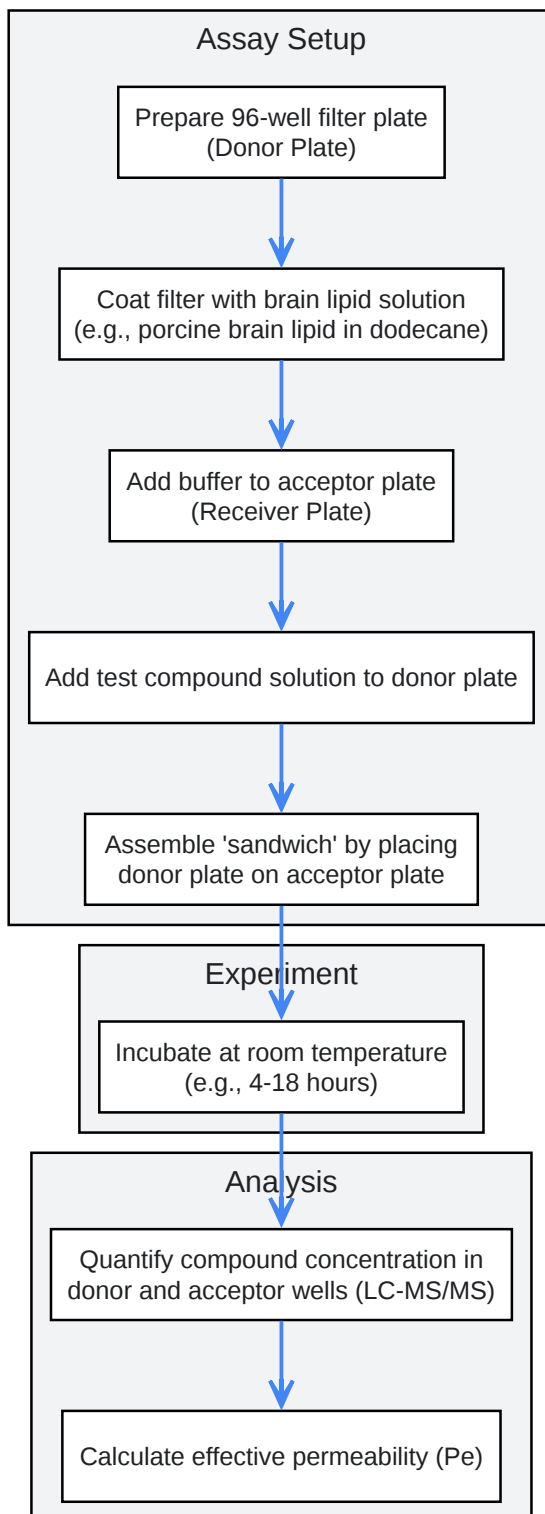 Assay Setup
Prepare 96-well filter plate
(Donor Plate)
Coat filter with brain lipid solution
(e.g., porcine brain lipid in dodecane)
Add buffer to acceptor plate
(Receiver Plate)
Add test compound solution to donor plate
Assemble 'sandwich' by placing
donor plate on acceptor plate
Experiment
Incubate at room temperature
(e.g., 4-18 hours)
Analysis
Quantify compound concentration in
donor and acceptor wells (LC-MS/MS)
Calculate effective permeability (Pe)